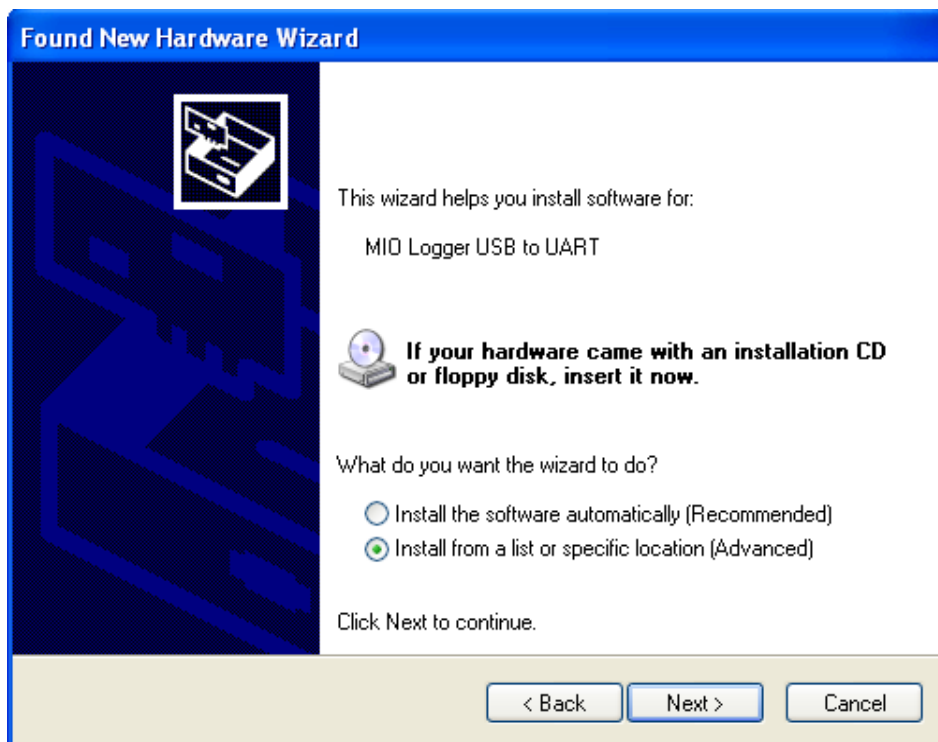 Found New Hardware Wizard
This wizard helps you install software for:
MIO Logger USB to UART
If your hardware came with an installation CD
or floppy disk, insert it now.
What do you want the wizard to do?
Install the software automatically (Recommended)
Install from a list or specific location (Advanced)
Click Next to continue.
< Back
Next >
Cancel